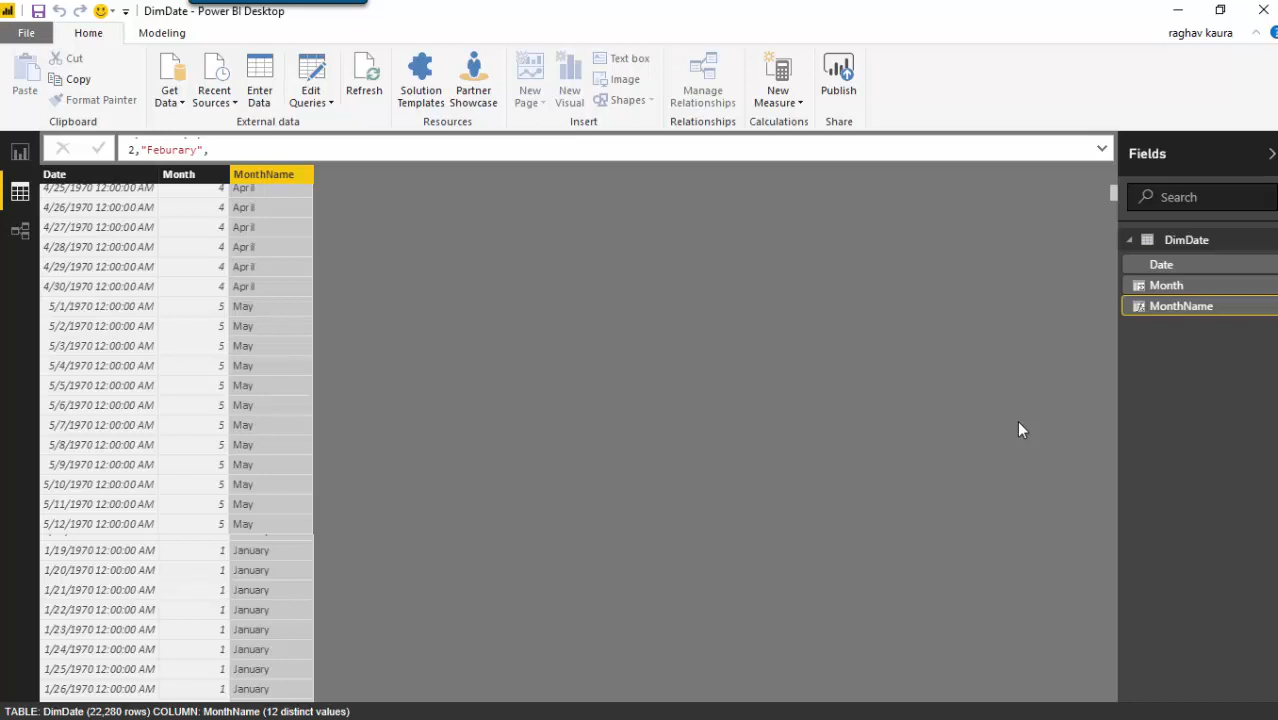 DimDate - Power BI Desktop
File
Home
Modeling
raghav kaura
Paste
Cut
Copy
Format Painter
Clipboard
Get Data
Recent Sources
Enter Data
Edit Queries
Refresh
External data
Solution Templates
Partner Showcase
Resources
New Page
New Visual
Text box
Image
Shapes
Insert
Manage Relationships
Relationships
New Measure
Calculations
Publish
Share
2,"Feburary",
Date Month MonthName
4/25/1970 12:00:00 AM 4 April
4/26/1970 12:00:00 AM 4 April
4/27/1970 12:00:00 AM 4 April
4/28/1970 12:00:00 AM 4 April
4/29/1970 12:00:00 AM 4 April
4/30/1970 12:00:00 AM 4 April
5/1/1970 12:00:00 AM 5 May
5/2/1970 12:00:00 AM 5 May
5/3/1970 12:00:00 AM 5 May
5/4/1970 12:00:00 AM 5 May
5/5/1970 12:00:00 AM 5 May
5/6/1970 12:00:00 AM 5 May
5/7/1970 12:00:00 AM 5 May
5/8/1970 12:00:00 AM 5 May
5/9/1970 12:00:00 AM 5 May
5/10/1970 12:00:00 AM 5 May
5/11/1970 12:00:00 AM 5 May
5/12/1970 12:00:00 AM 5 May
1/19/1970 12:00:00 AM 1 January
1/20/1970 12:00:00 AM 1 January
1/21/1970 12:00:00 AM 1 January
1/22/1970 12:00:00 AM 1 January
1/23/1970 12:00:00 AM 1 January
1/24/1970 12:00:00 AM 1 January
1/25/1970 12:00:00 AM 1 January
1/26/1970 12:00:00 AM 1 January
Fields
Search
DimDate
Date
Month
MonthName
TABLE: DimDate (22,280 rows) COLUMN: MonthName (12 distinct values)